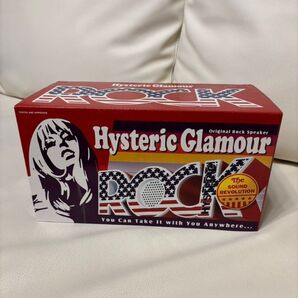 Hysteric Glamour
ROCK
Original Rock Speaker
Hysteric Glamour
ROCK
The
SOUND
REVOLUTION
You Can Take It with You Anywhere...